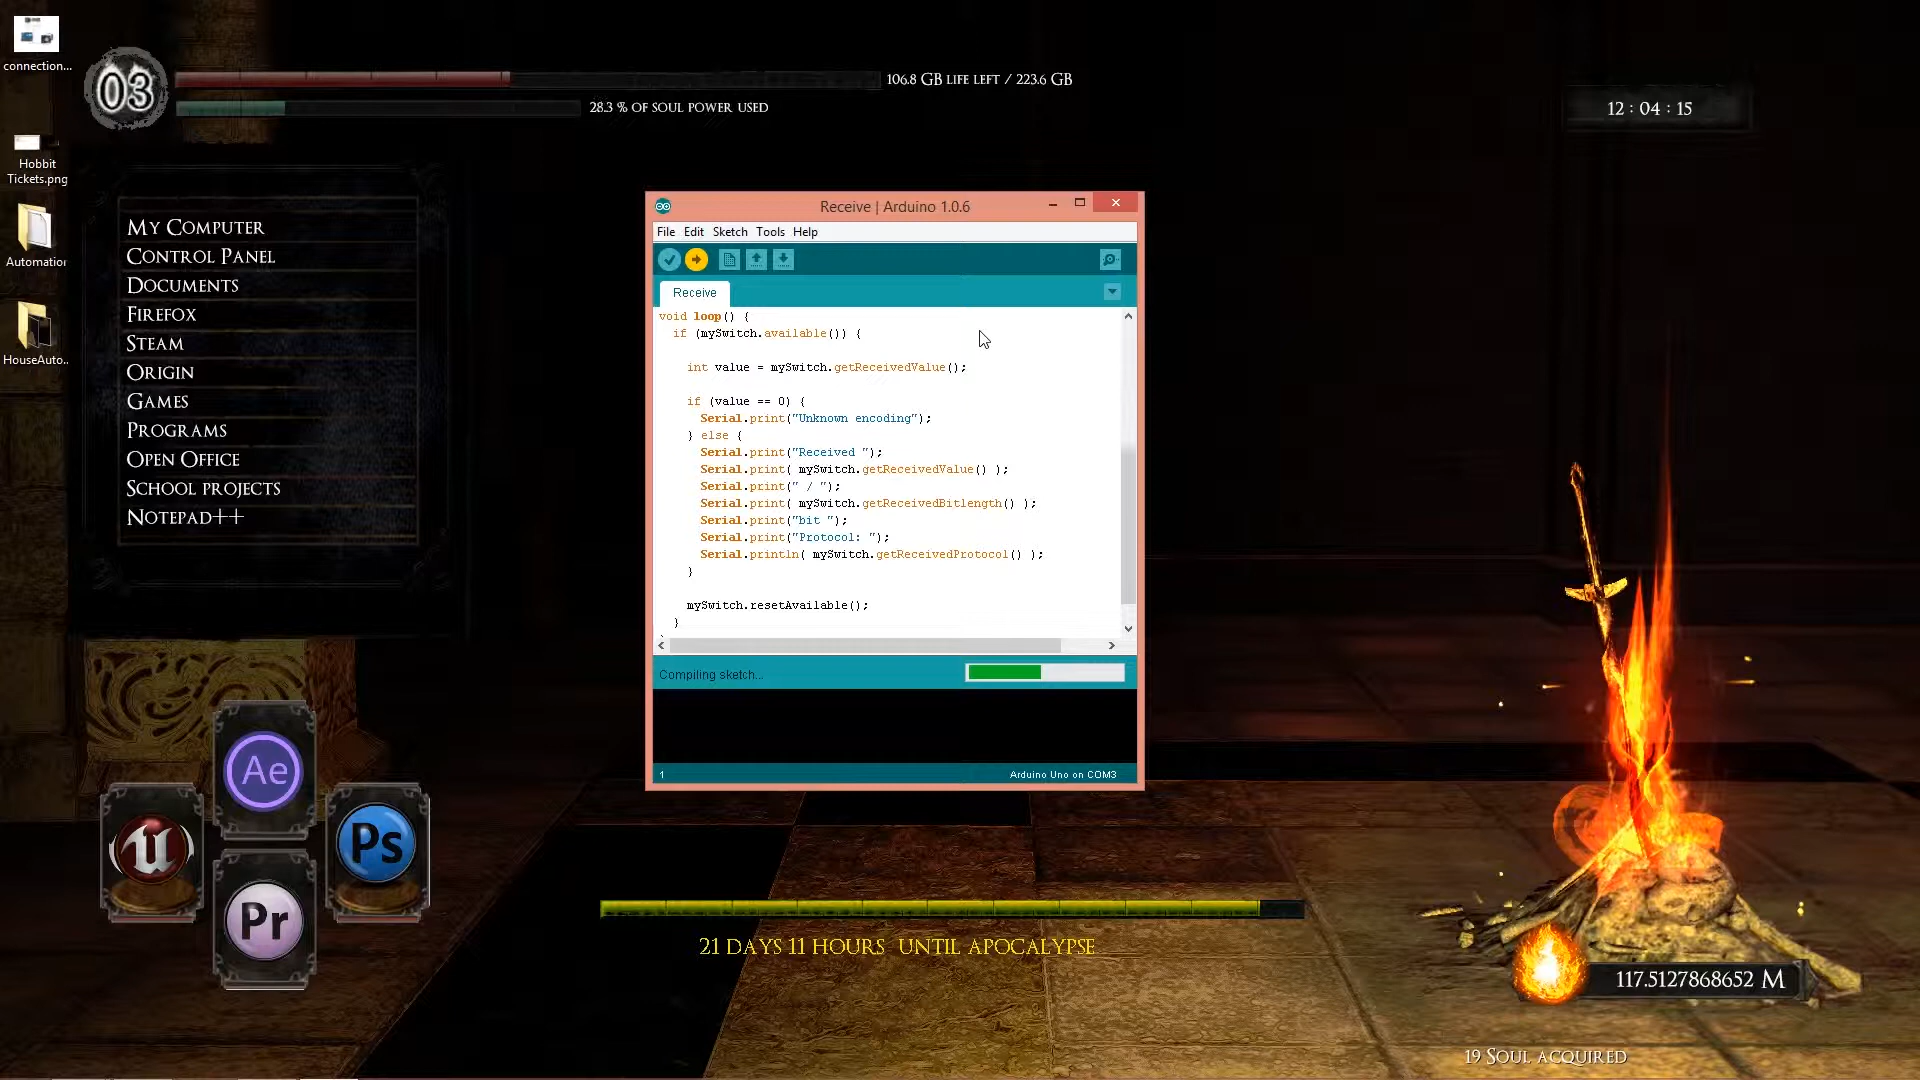 connection...
03
106.8 GB LIFE LEFT / 223.6 GB
28.3 % OF SOUL POWER USED
12 : 04 : 15
Hobbit
Tickets.png
Automation
HouseAuto..
MY COMPUTER
CONTROL PANEL
DOCUMENTS
FIREFOX
STEAM
ORIGIN
GAMES
PROGRAMS
OPEN OFFICE
SCHOOL PROJECTS
NOTEPAD++
Receive | Arduino 1.0.6
File Edit Sketch Tools Help
Receive
void loop() {
if (mySwitch.available()) {
int value = mySwitch.getReceivedValue();
if (value == 0) {
Serial.print("Unknown encoding");
} else {
Serial.print("Received ");
Serial.print( mySwitch.getReceivedValue() );
Serial.print(" / ");
Serial.print( mySwitch.getReceivedBitlength() );
Serial.print("bit ");
Serial.print("Protocol: ");
Serial.println( mySwitch.getReceivedProtocol() );
}
mySwitch.resetAvailable();
}
Compiling sketch...
1
Arduino Uno on COM3
Ae
Ps
Pr
21 DAYS 11 HOURS UNTIL APOCALYPSE
117.5127868652 M
19 SOUL ACQUIRED